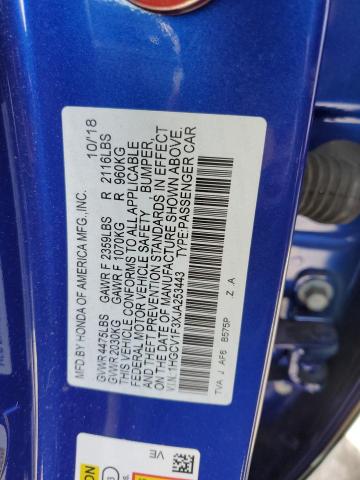 MFD.BY HONDA OF AMERICA MFG.,INC. 10/'18
GVWR 4475LBS GAWR F 2359LBS R 2116LBS
GVWR 2030KG GAWR F 1070KG R 960KG
THIS VEHICLE CONFORMS TO ALL APPLICABLE
FEDERAL MOTOR VEHICLE SAFETY , BUMPER,
AND THEFT PREVENTION STANDARDS IN EFFECT
ON THE DATE OF MANUFACTURE SHOWN ABOVE.
V.I.N.:1HGCV1F3XJA253443 TYPE:PASSENGER CAR
TVA J AF6 B575P .Z .A